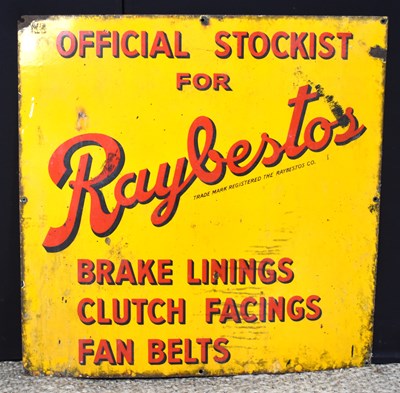 OFFICIAL STOCKIST
FOR
Raybestos
TRADE MARK REGISTERED THE RAYBESTOS CO.
BRAKE LININGS
CLUTCH FACINGS
FAN BELTS